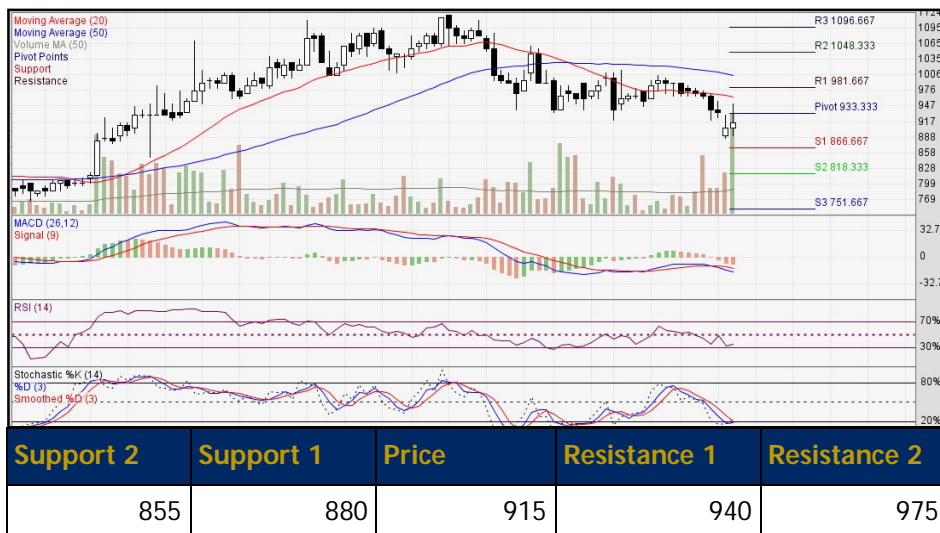 Moving Average (20)
Moving Average (50)
Volume MA (50)
Pivot Points
Support
Resistance
R3 1096.667
R2 1048.333
R1 981.667
Pivot 933.333
S1 866.667
S2 818.333
S3 751.667
1124
1095
1065
1035
1006
976
947
917
888
858
828
799
769
MACD (26,12)
Signal (9)
32.7
0
-32.7
RSI (14)
70%
30%
Stochastic %K (14)
%D (3)
Smoothed %D (3)
80%
20%
Support 2 Support 1 Price Resistance 1 Resistance 2
855 880 915 940 975